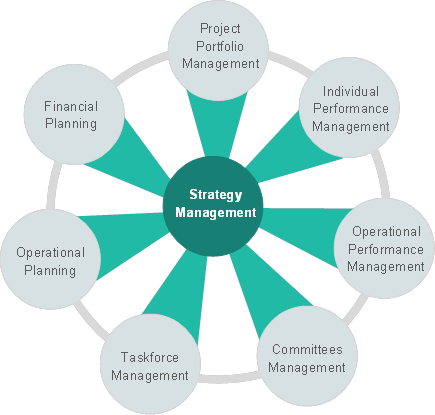 Project
Portfolio
Management
Individual
Performance
Management
Operational
Performance
Management
Committees
Management
Taskforce
Management
Operational
Planning
Financial
Planning
Strategy
Management